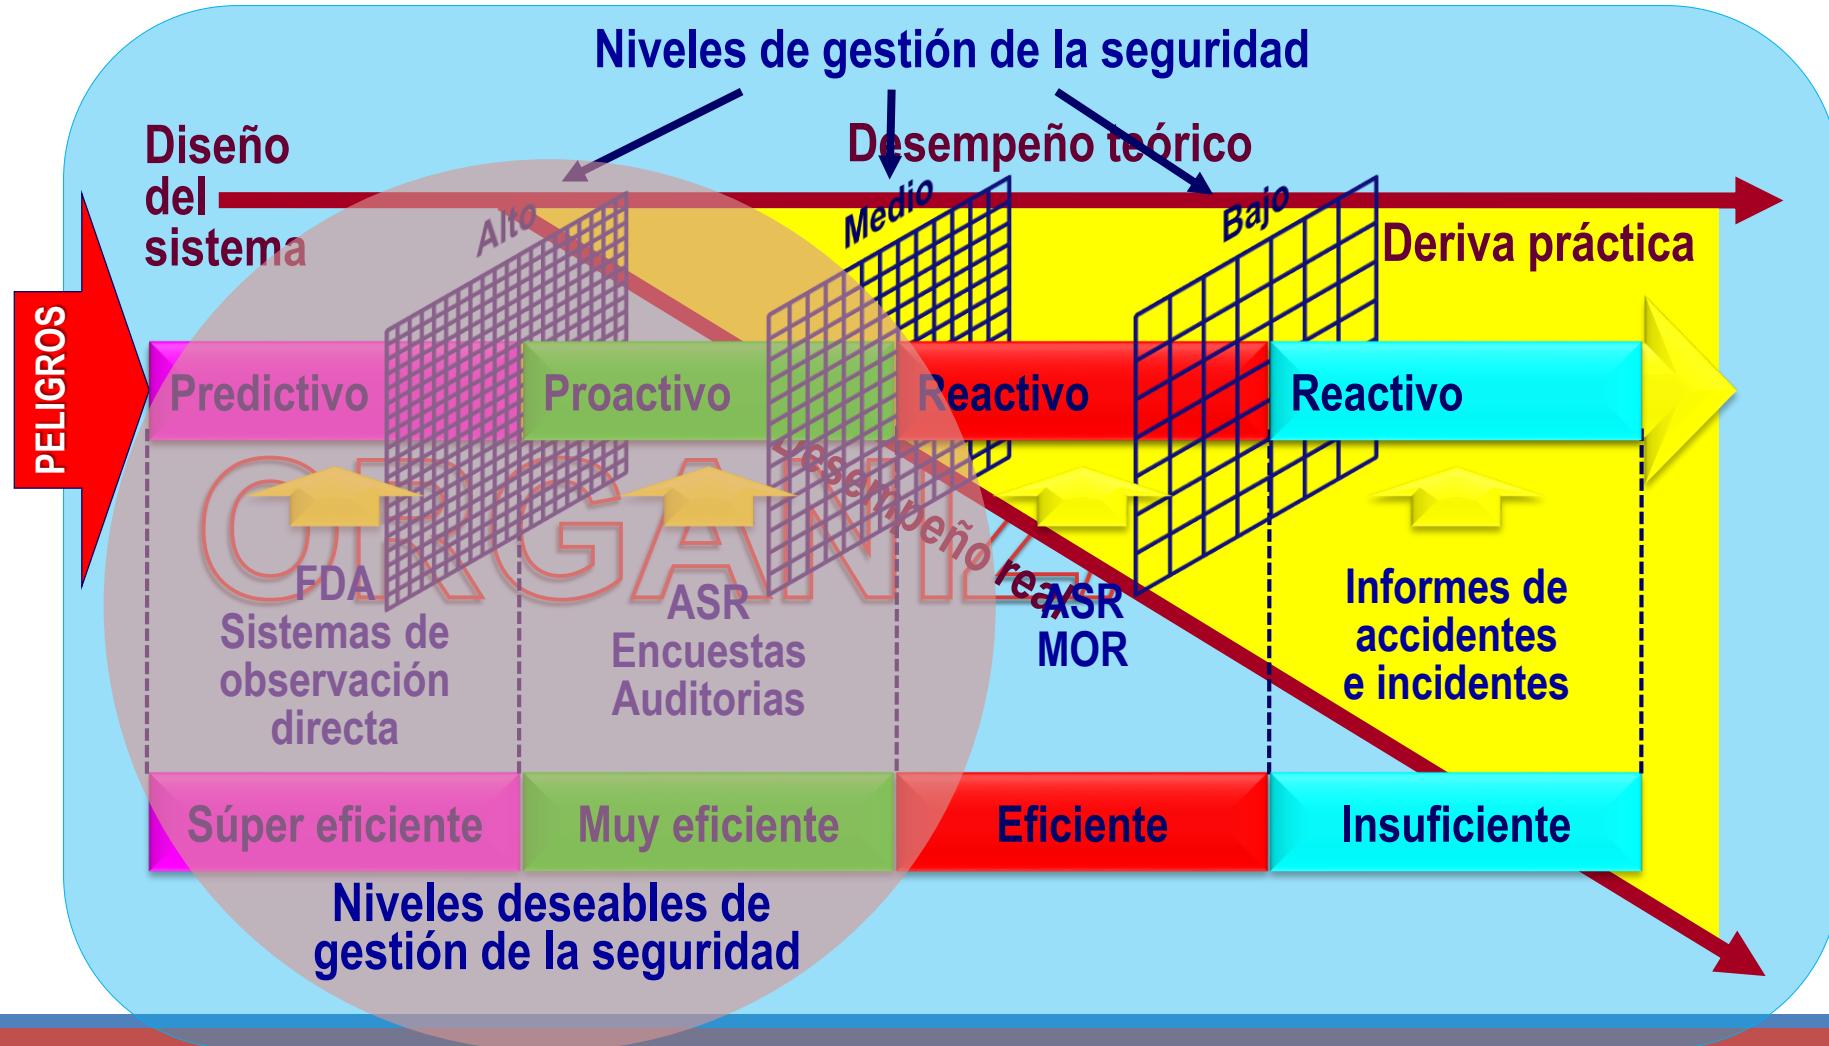 Niveles de gestión de la seguridad
Diseño
del
sistema
Desempeño teórico
Alto
Medio
Bajo
Deriva práctica
PELIGROS
Predictivo
Proactivo
Reactivo
Reactivo
ORGANIZ
Desempeño real
FDA
Sistemas de
observación
directa
ASR
Encuestas
Auditorias
ASR
MOR
Informes de
accidentes
e incidentes
Súper eficiente
Muy eficiente
Eficiente
Insuficiente
Niveles deseables de
gestión de la seguridad